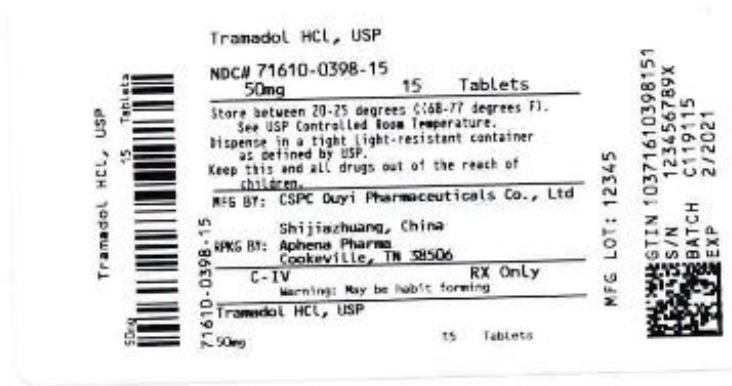 Tramadol HCl, USP
NDC# 71610-0398-15
50mg 15 Tablets
Store between 20-25 degrees C(68-77 degrees F).
See USP Controlled Room Temperature.
Dispense in a tight light-resistant container
as defined by USP.
Keep this and all drugs out of the reach of
children.
MFG BY: CSPC Ouyi Pharmaceuticals Co., Ltd
Shijiazhuang, China
RPKG BY: Aphena Pharma
Cookeville, TN 38506
C-IV RX Only
Warning: May be habit forming
Tramadol HCl, USP
50mg 15 Tablets
Tramadol HCl, USP
50mg 15 Tablets
71610-0398-15
MFG LOT: 12345
GTIN 10371610398151
S/N 123456789X
BATCH C119115
EXP 2/2021